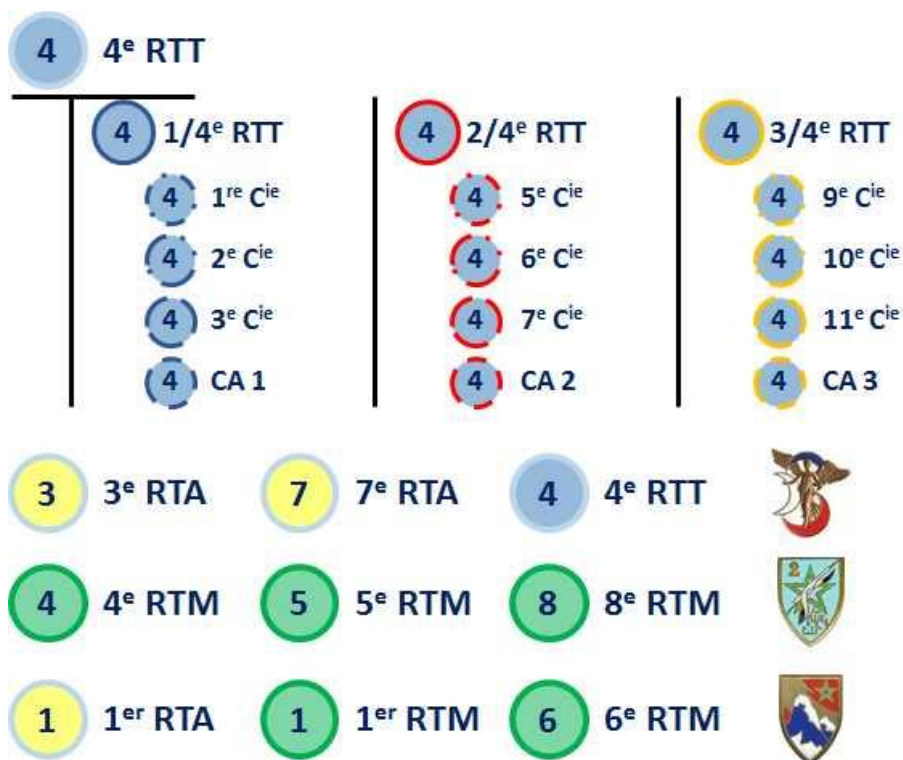 4 4ᵉ RTT
4 1/4ᵉ RTT 4 2/4ᵉ RTT 4 3/4ᵉ RTT
4 1ʳᵉ Cⁱᵉ 4 5ᵉ Cⁱᵉ 4 9ᵉ Cⁱᵉ
4 2ᵉ Cⁱᵉ 4 6ᵉ Cⁱᵉ 4 10ᵉ Cⁱᵉ
4 3ᵉ Cⁱᵉ 4 7ᵉ Cⁱᵉ 4 11ᵉ Cⁱᵉ
4 CA 1 4 CA 2 4 CA 3
3 3ᵉ RTA 7 7ᵉ RTA 4 4ᵉ RTT
3
2
4 4ᵉ RTM 5 5ᵉ RTM 8 8ᵉ RTM
1 1ᵉʳ RTA 1 1ᵉʳ RTM 6 6ᵉ RTM